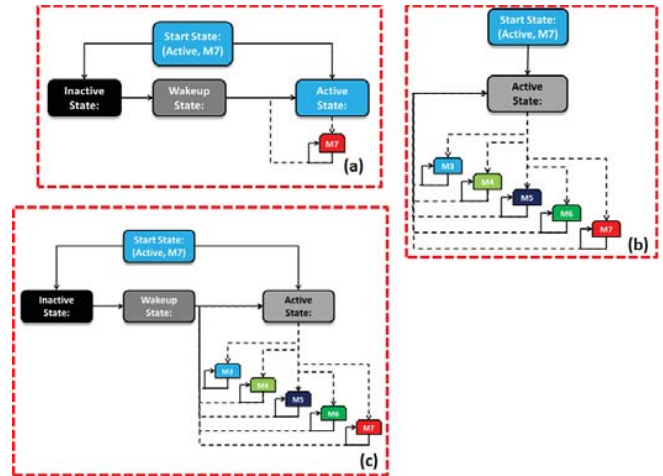 Start State:
(Active, M7)
Inactive
State:
Wakeup
State:
Active
State:
M7
(a)
Start State:
(Active, M7)
Active
State:
M3
M4
M5
M6
M7
(b)
Start State:
(Active, M7)
Inactive
State:
Wakeup
State:
Active
State:
M3
M4
M5
M6
M7
(c)